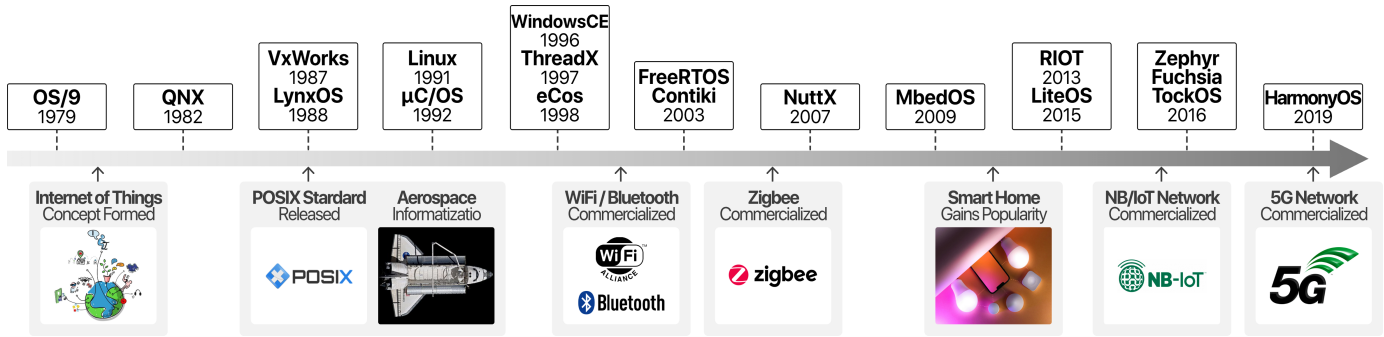 OS/9
1979
QNX
1982
VxWorks
1987
LynxOS
1988
Linux
1991
μC/OS
1992
WindowsCE
1996
ThreadX
1997
eCos
1998
FreeRTOS
Contiki
2003
NuttX
2007
MbedOS
2009
RIOT
2013
LiteOS
2015
Zephyr
Fuchsia
TockOS
2016
HarmonyOS
2019
Internet of Things
Concept Formed
POSIX Stardard
Released
POSIX
Aerospace
Informatizatio
WiFi / Bluetooth
Commercialized
WiFi
TM
ALLIANCE
Bluetooth
Zigbee
Commercialized
zigbee
Smart Home
Gains Popularity
NB/IoT Network
Commercialized
NB-IoT
5G Network
Commercialized
5G